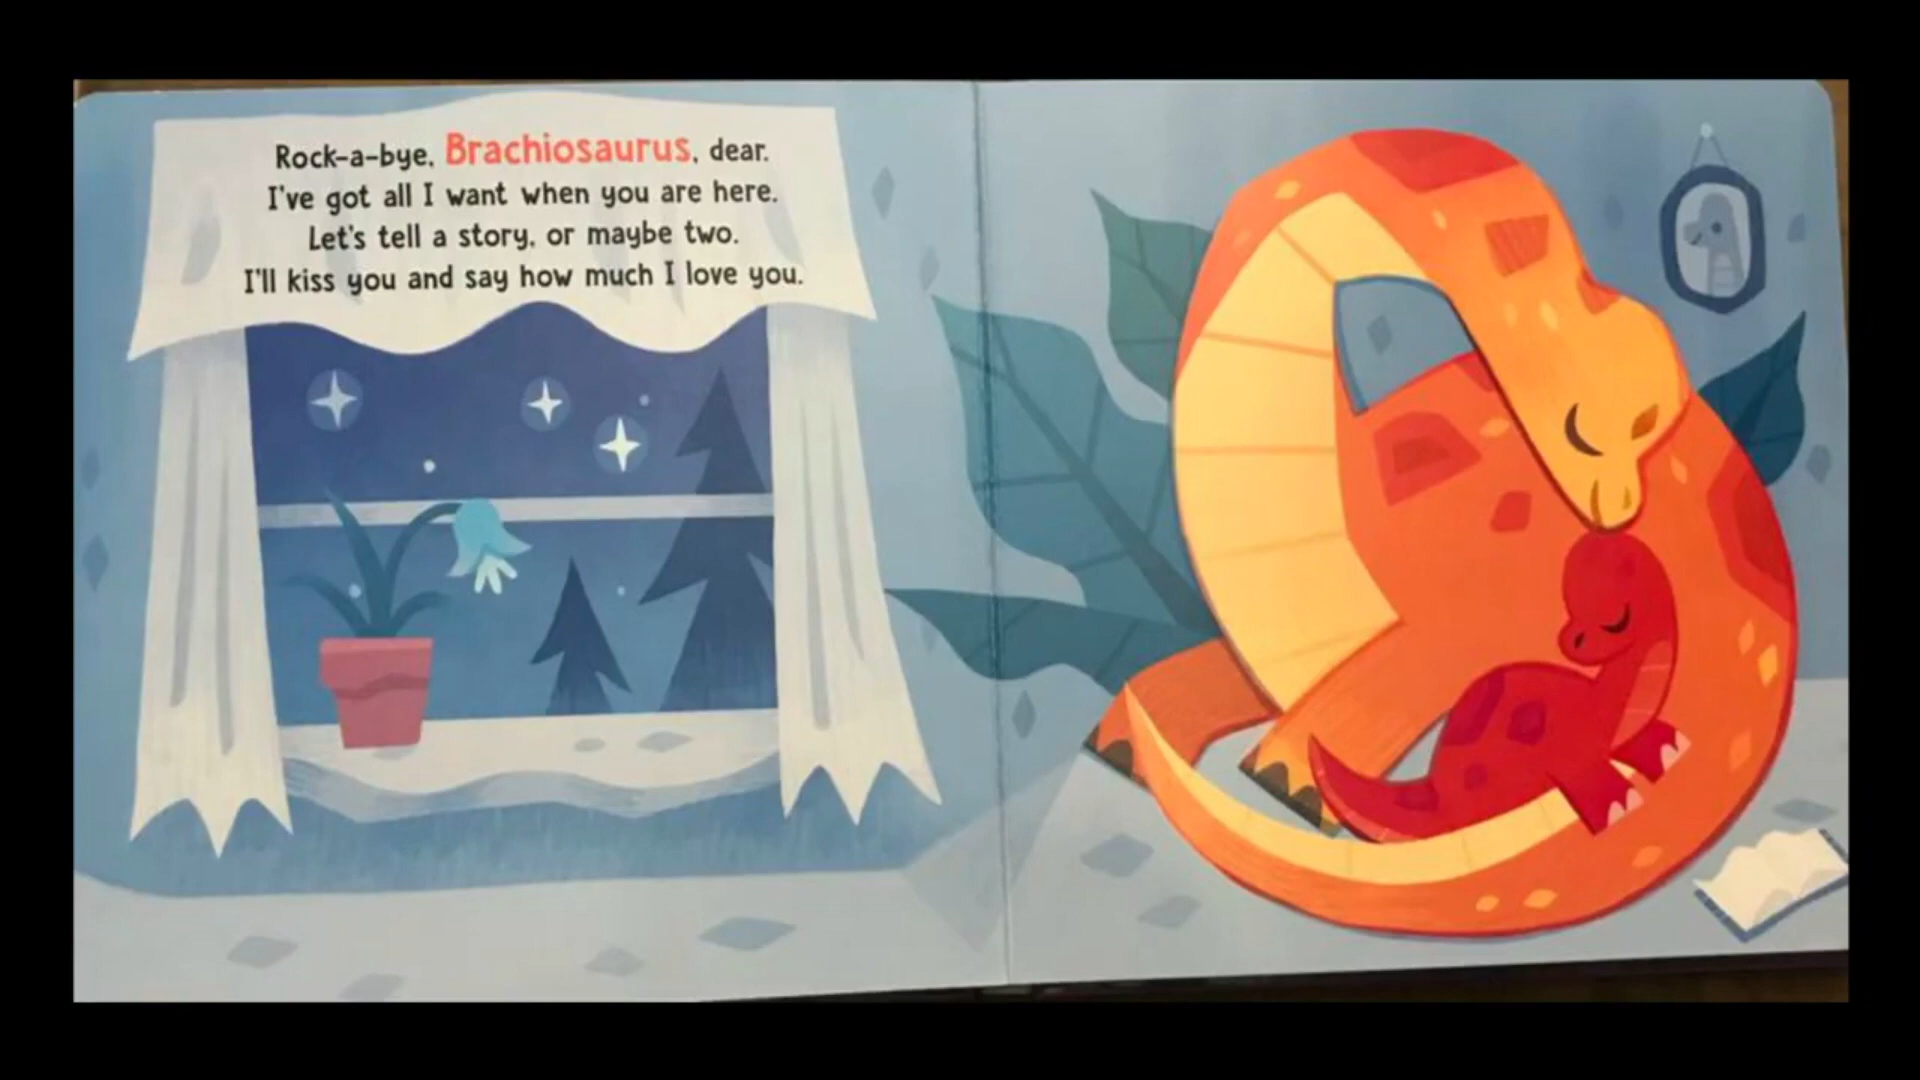 Rock-a-bye, Brachiosaurus, dear.
I've got all I want when you are here.
Let's tell a story, or maybe two.
I'll kiss you and say how much I love you.